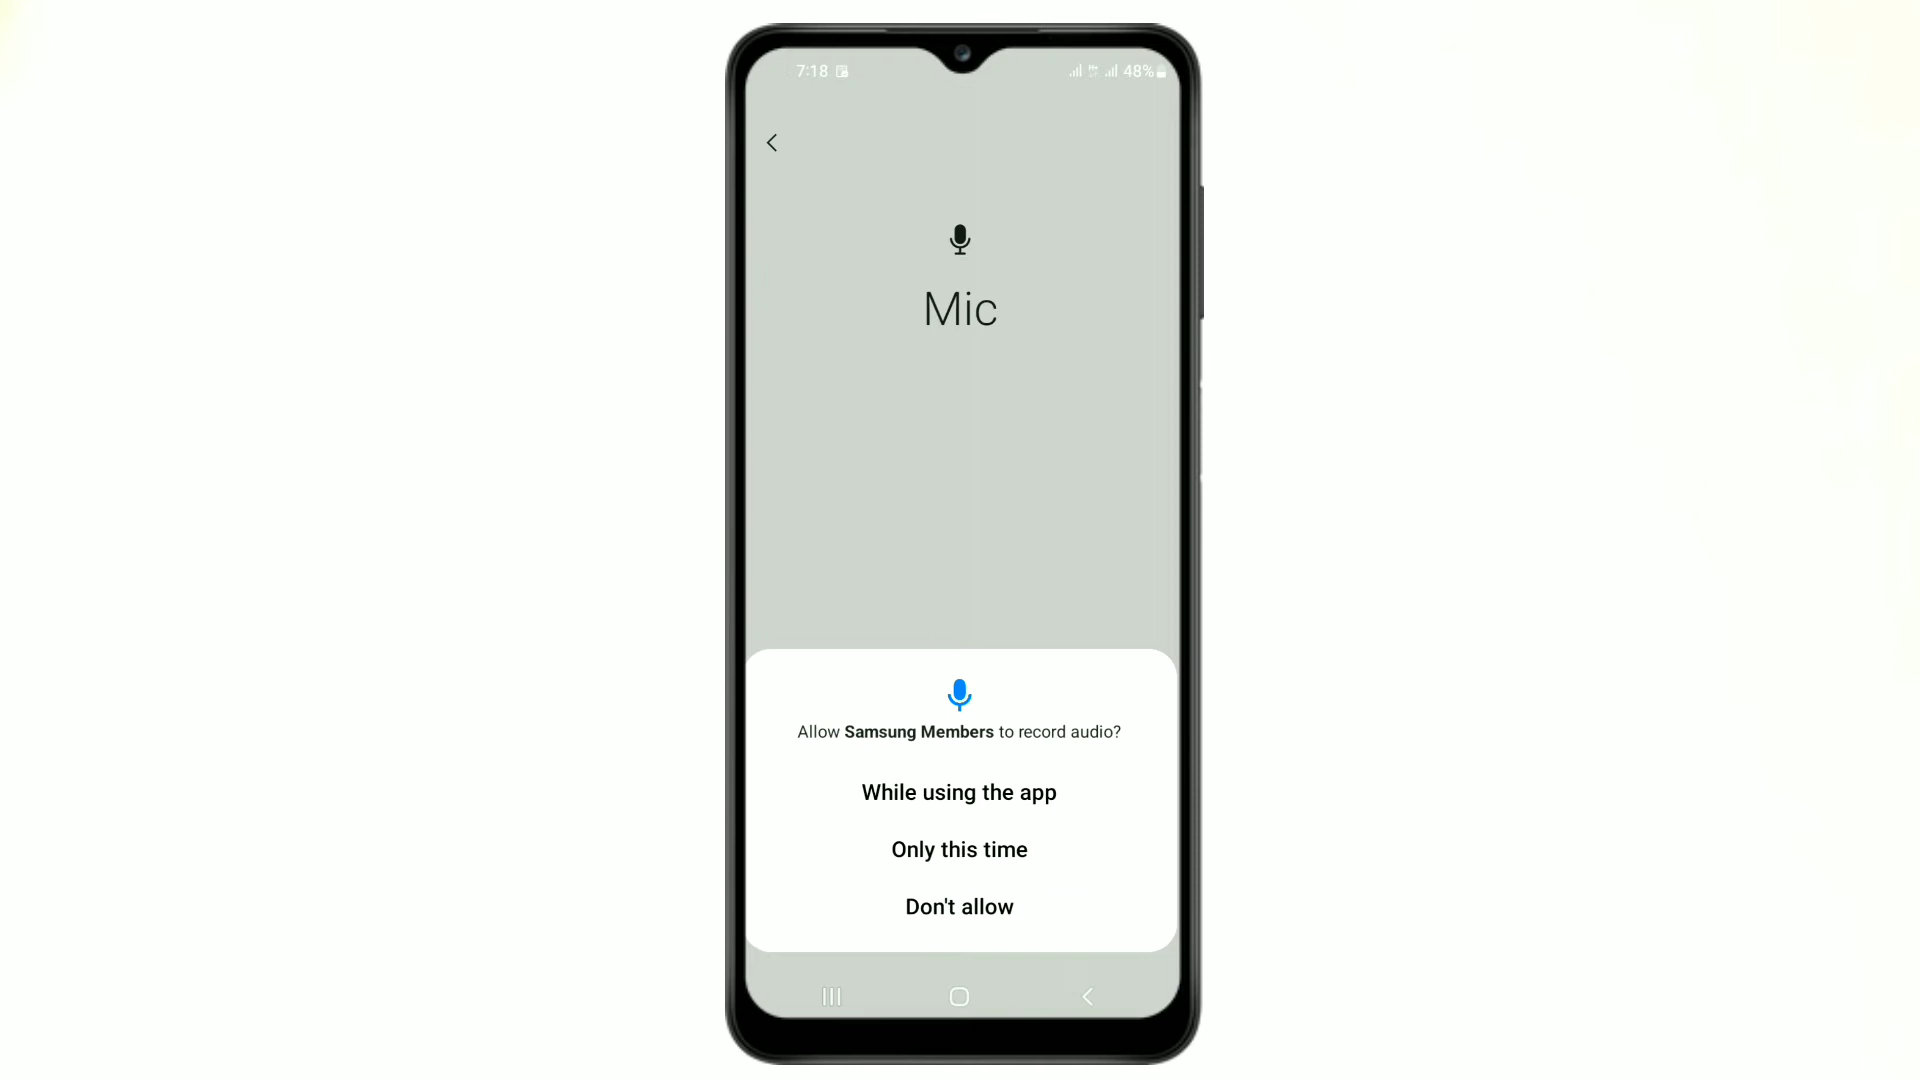 7:18
48%
Mic
Allow Samsung Members to record audio?
While using the app
Only this time
Don't allow